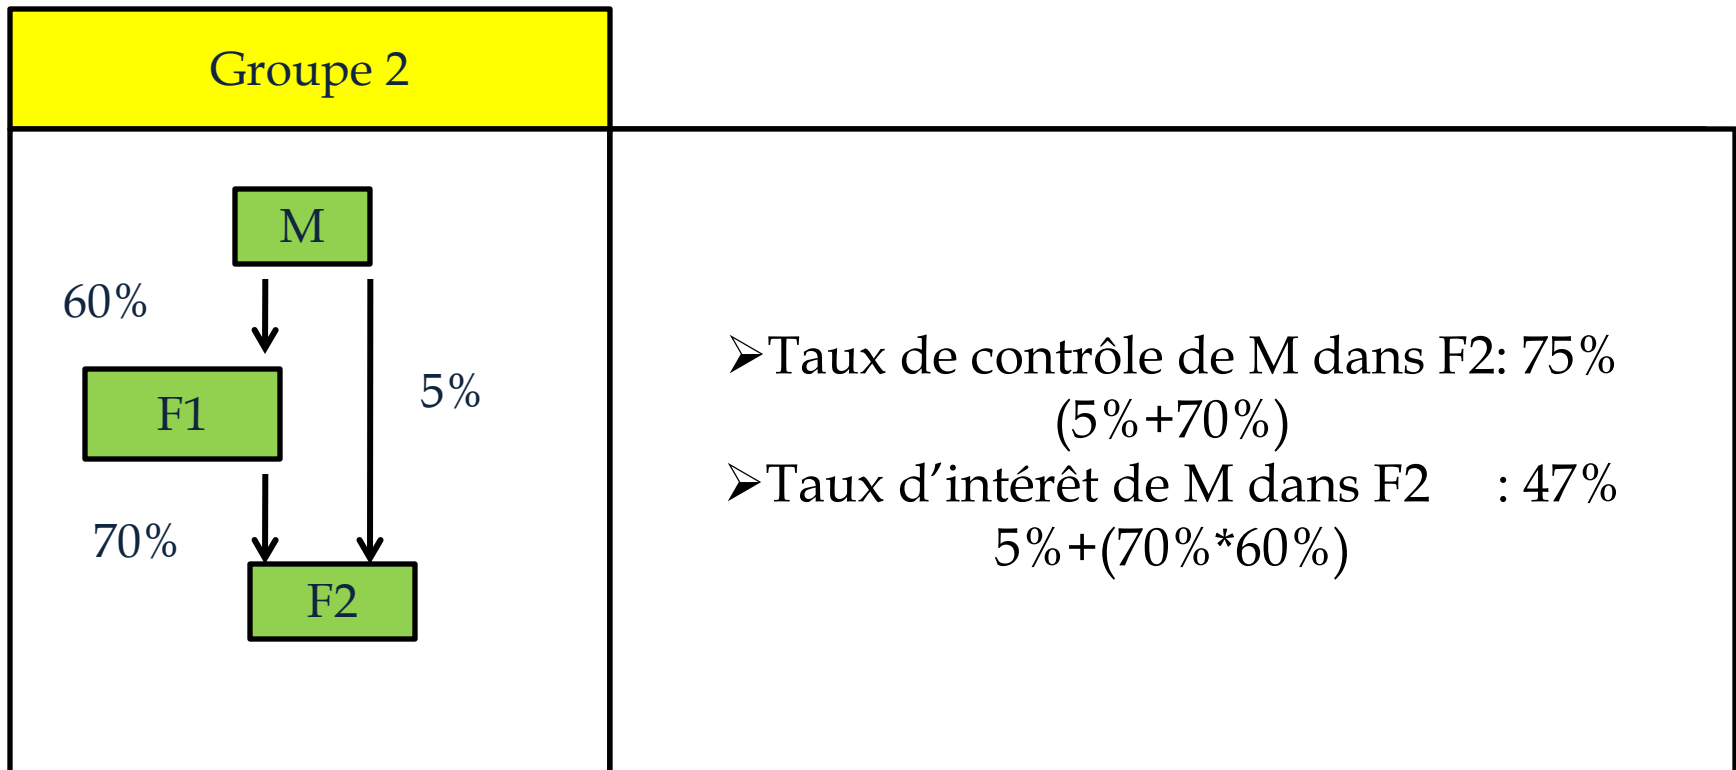 Groupe 2
M
60%
5%
F1
70%
F2
➢Taux de contrôle de M dans F2: 75%
(5%+70%)
➢Taux d’intérêt de M dans F2 : 47%
5%+(70%*60%)